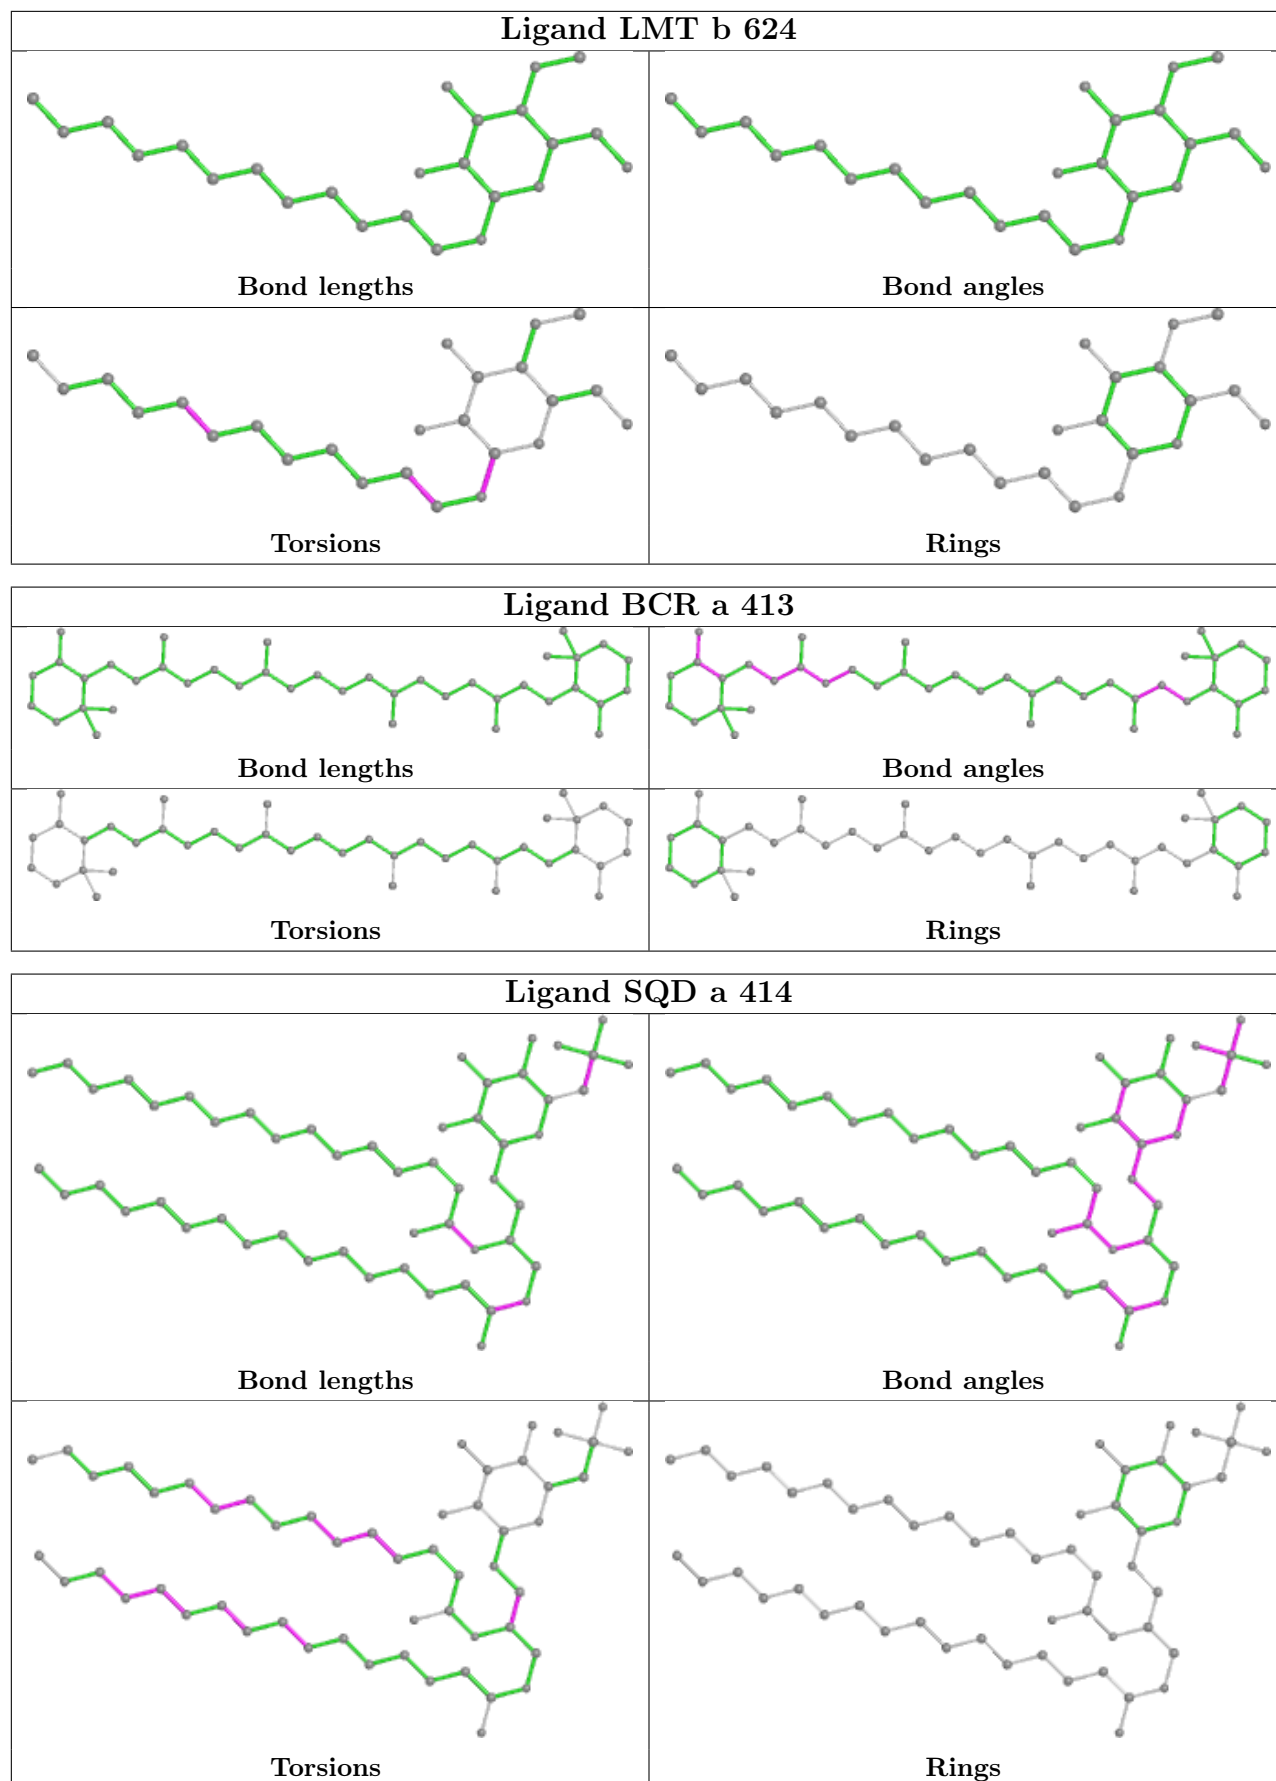 Ligand LMT b 624
Bond lengths
Bond angles
Torsions
Rings
Ligand BCR a 413
Bond lengths
Bond angles
Torsions
Rings
Ligand SQD a 414
Bond lengths
Bond angles
Torsions
Rings